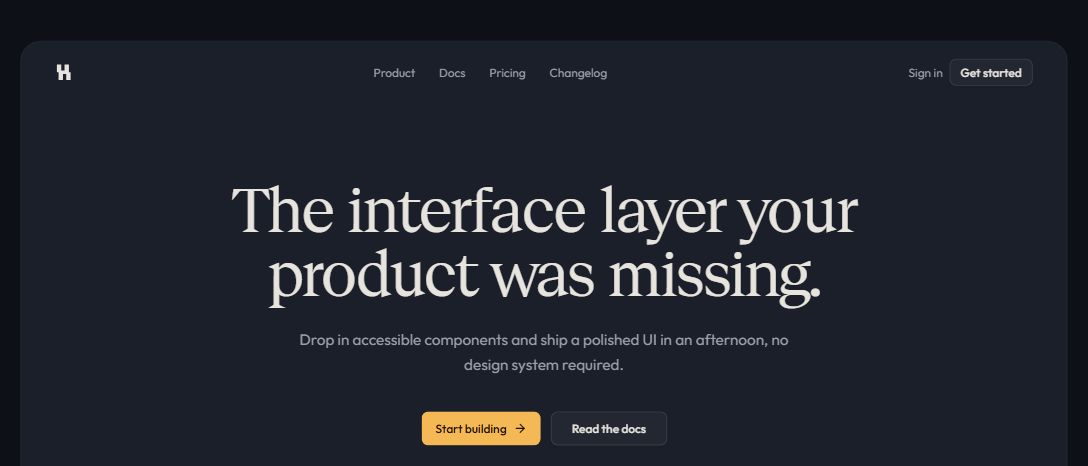 Product
Docs
Pricing
Changelog
Sign in
Get started
The interface layer your
product was missing.
Drop in accessible components and ship a polished UI in an afternoon, no
design system required.
Start building →
Read the docs